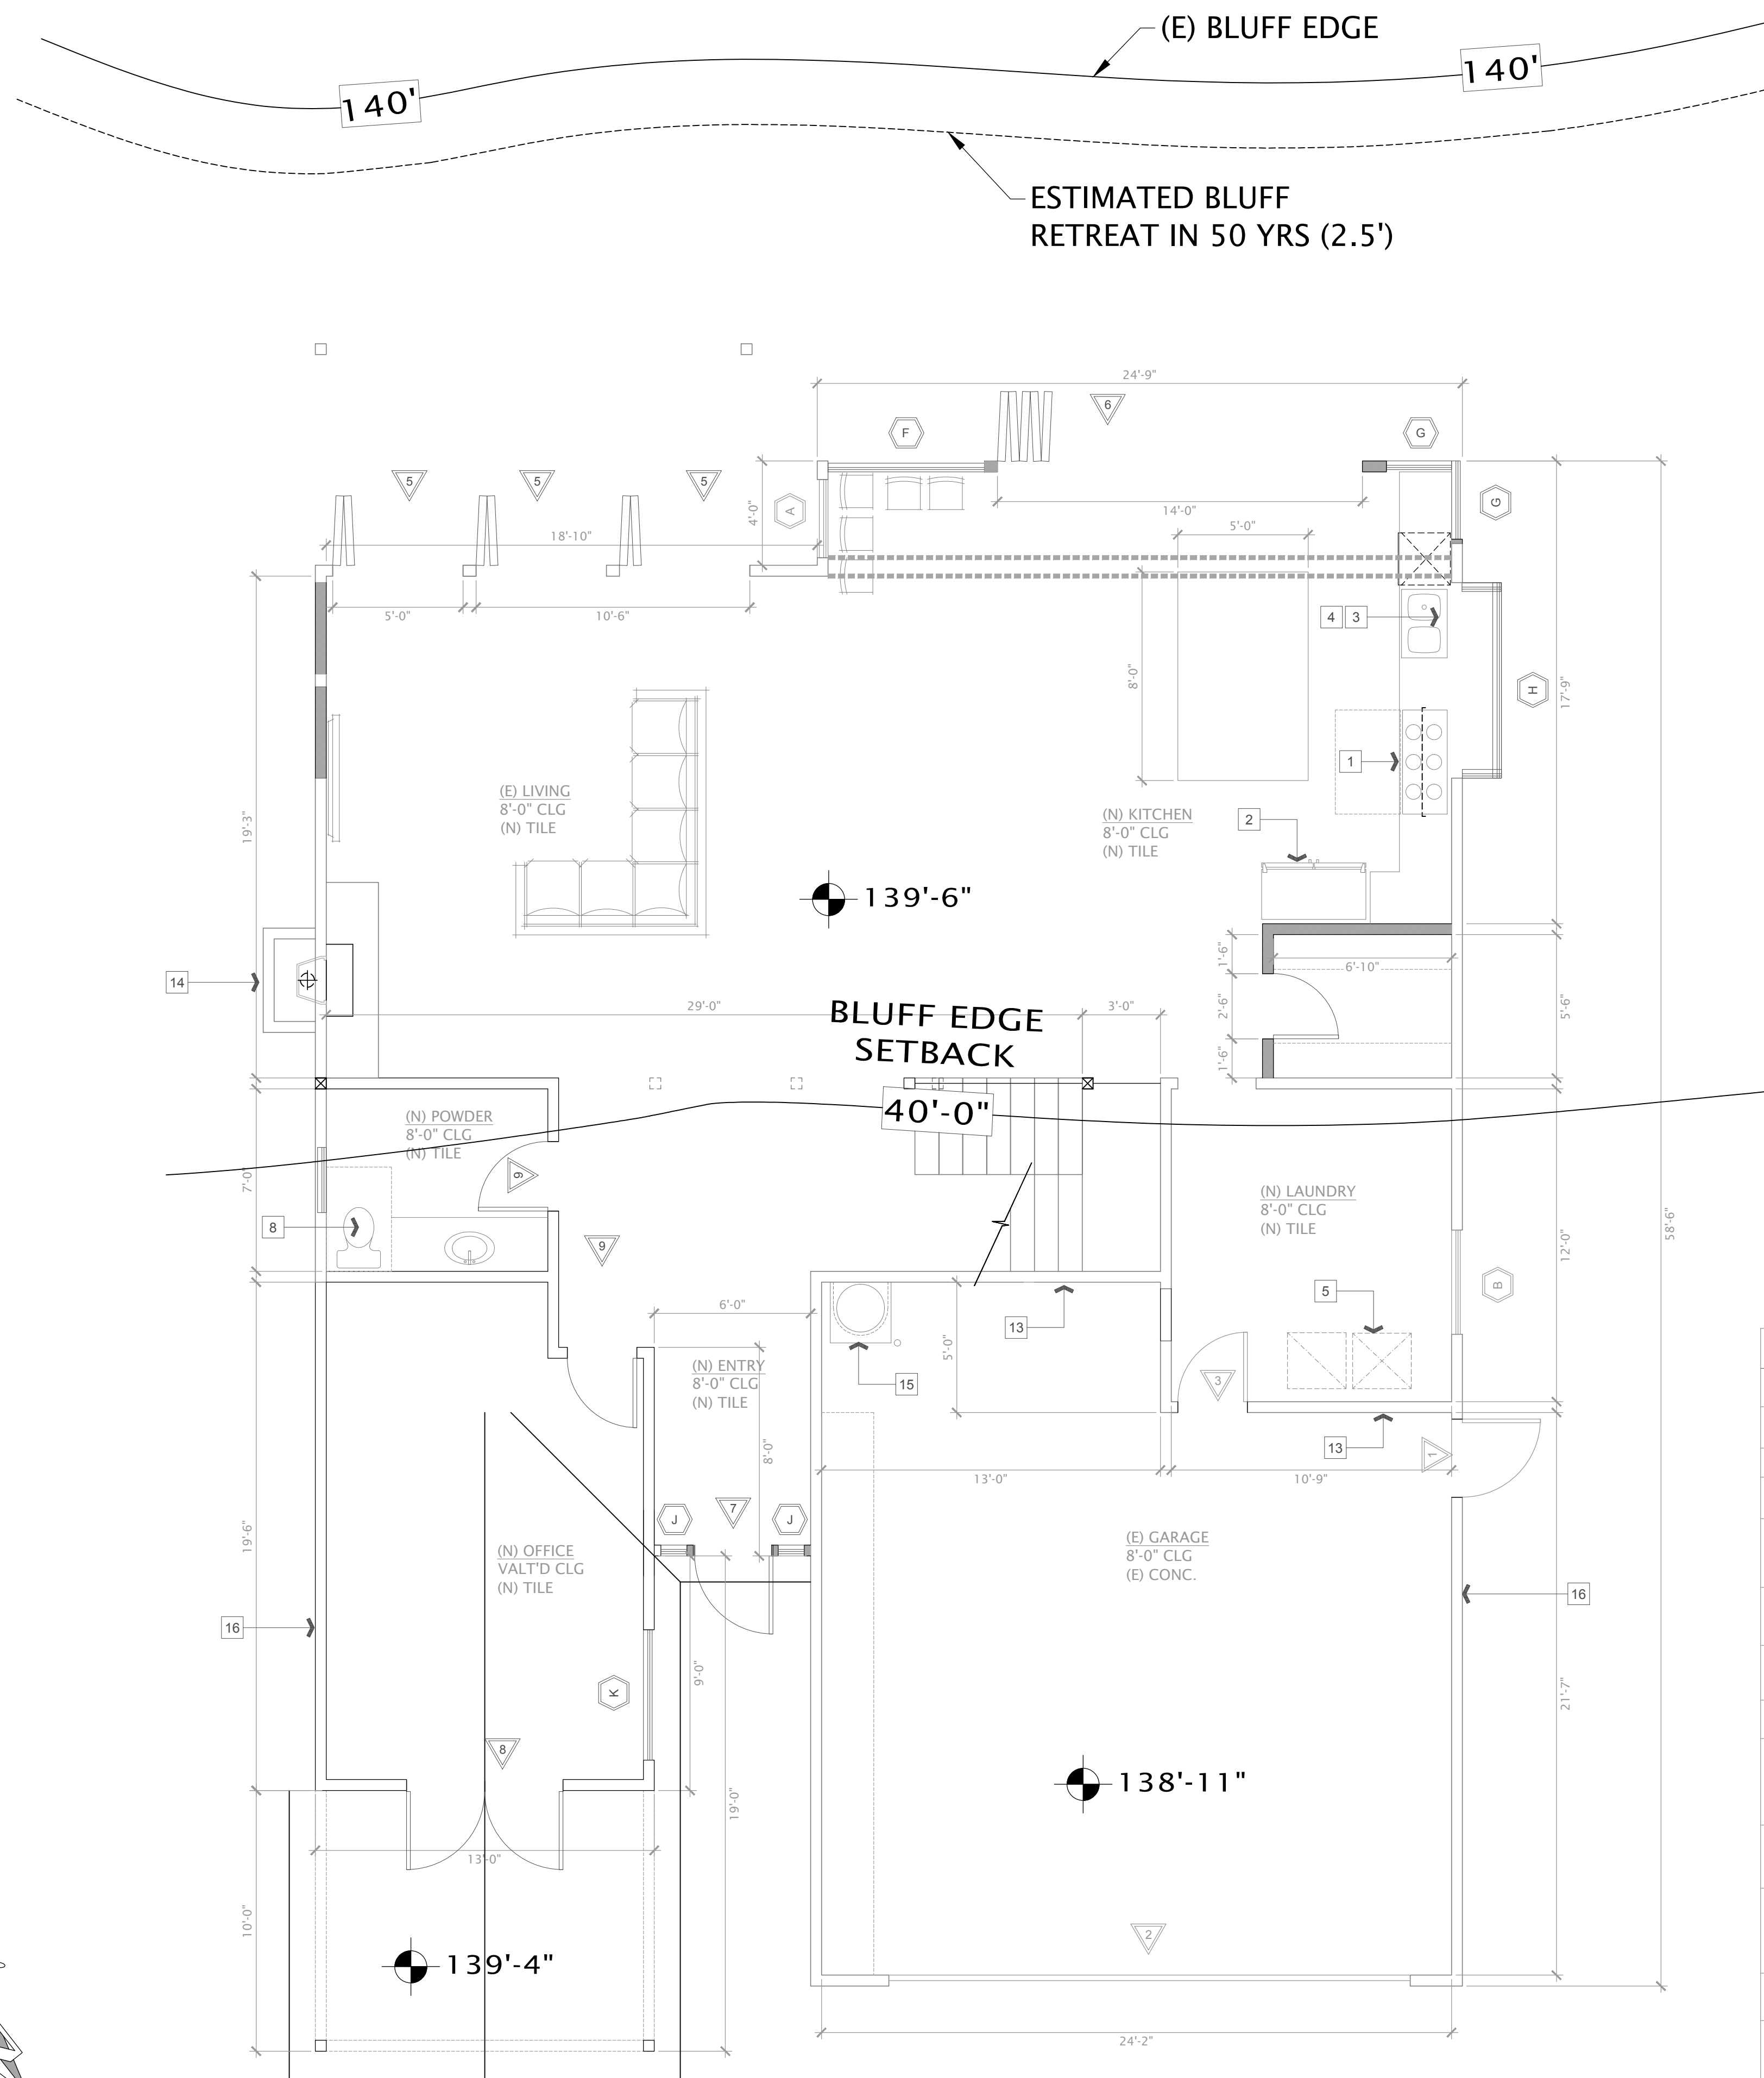 (E) BLUFF EDGE
140'
140'
ESTIMATED BLUFF
RETREAT IN 50 YRS (2.5')
24'-9"
6
F
G
5
5
5
A
G
4'-0"
14'-0"
18'-10"
5'-0"
5'-0"
10'-6"
4
3
8'-0"
H
17'-9"
1
(E) LIVING
8'-0" CLG
(N) TILE
(N) KITCHEN
8'-0" CLG
(N) TILE
2
19'-3"
139'-6"
1'-6"
6'-10"
14
29'-0"
3'-0"
2'-6"
5'-6"
BLUFF EDGE
SETBACK
1'-6"
40'-0"
(N) POWDER
8'-0" CLG
(N) TILE
9
7'-0"
8
9
(N) LAUNDRY
8'-0" CLG
(N) TILE
58'-6"
12'-0"
B
5
6'-0"
13
5'-0"
(N) ENTRY
8'-0" CLG
(N) TILE
15
3
8'-0"
13
1
13'-0"
10'-9"
J
7
J
19'-6"
(N) OFFICE
VALT'D CLG
(N) TILE
(E) GARAGE
8'-0" CLG
(E) CONC.
16
16
9'-0"
K
21'-7"
8
138'-11"
19'-0"
13'-0"
10'-0"
2
139'-4"
24'-2"